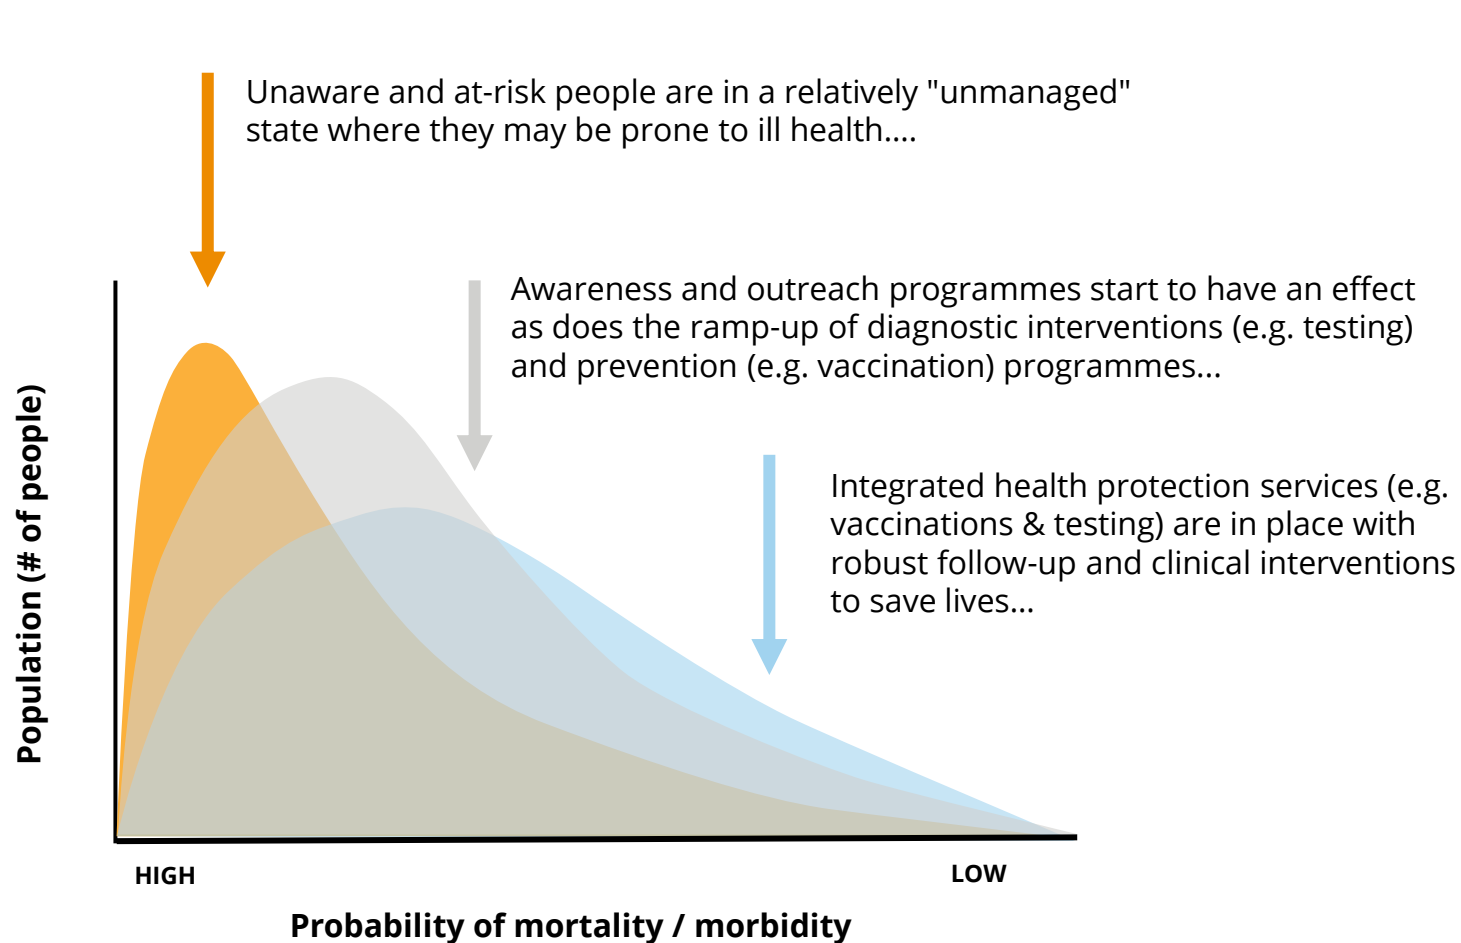 Unaware and at-risk people are in a relatively "unmanaged"
state where they may be prone to ill health....
Awareness and outreach programmes start to have an effect
as does the ramp-up of diagnostic interventions (e.g. testing)
and prevention (e.g. vaccination) programmes...
Integrated health protection services (e.g.
vaccinations & testing) are in place with
robust follow-up and clinical interventions
to save lives...
Population (# of people)
HIGH
LOW
Probability of mortality / morbidity